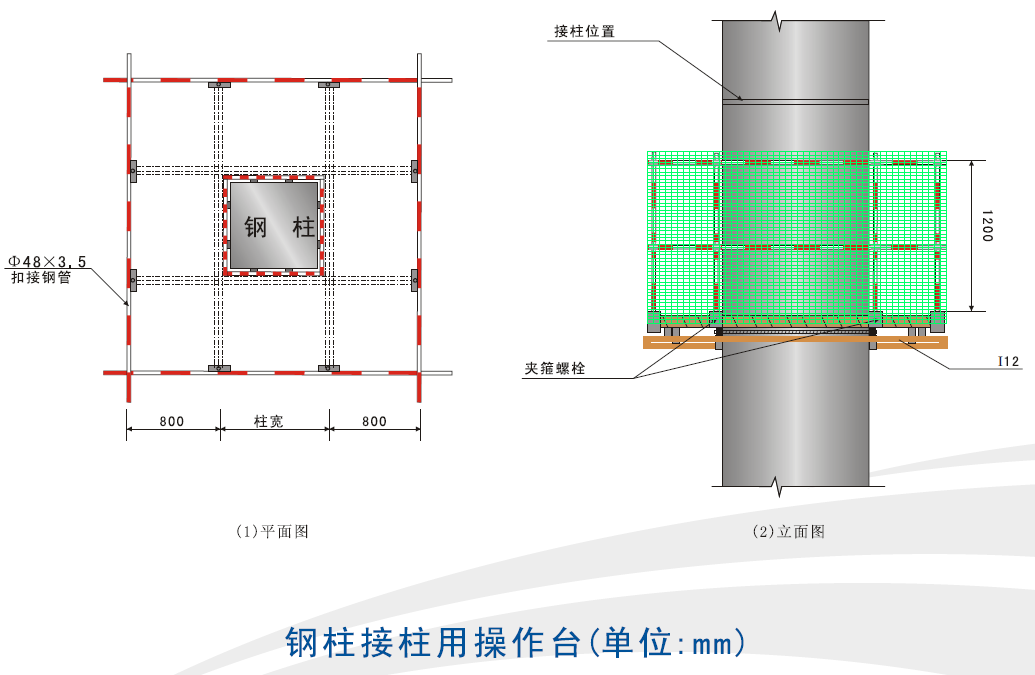 接柱位置
钢 柱
Φ48×3.5
扣接钢管
1200
夹箍螺栓
I12
800
柱宽
800
(1)平面图
(2)立面图
钢柱接柱用操作台(单位:mm)